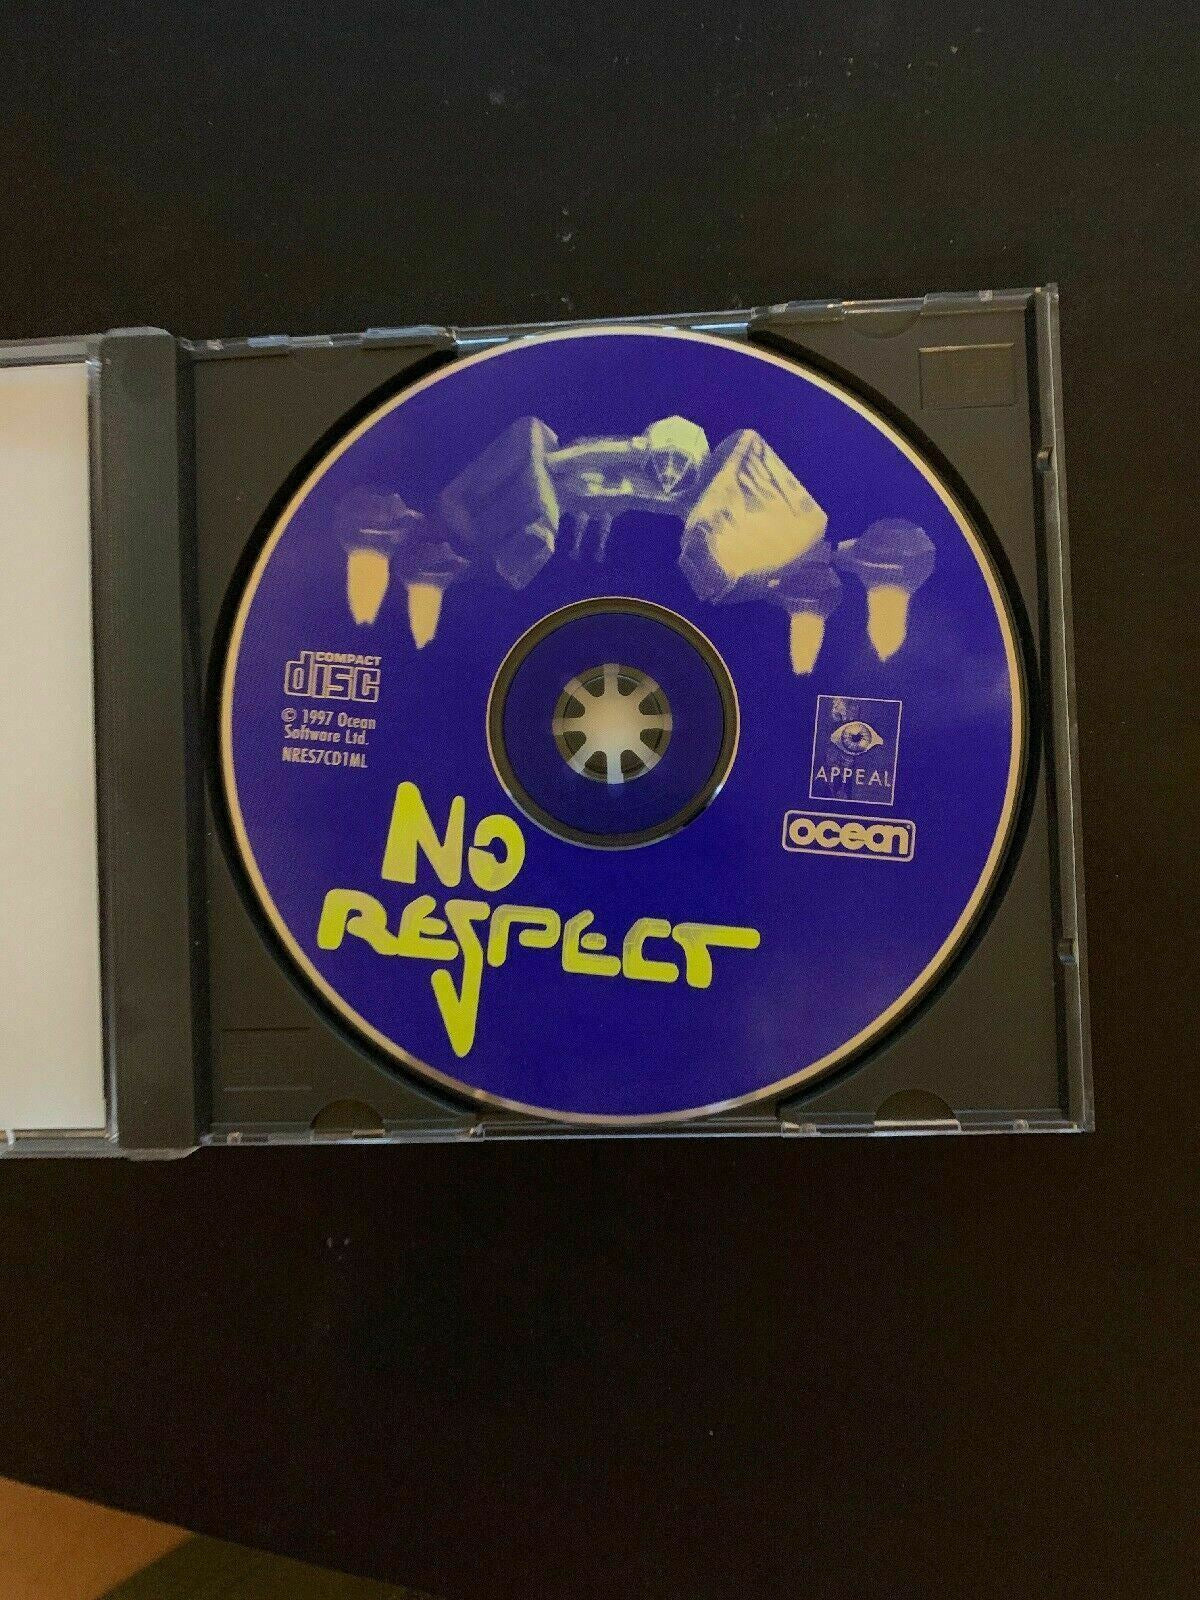 COMPACT
disc
© 1997 Ocean
Software Ltd.
NRES7CD1ML
APPEAL
ocean
NO
RESPECT